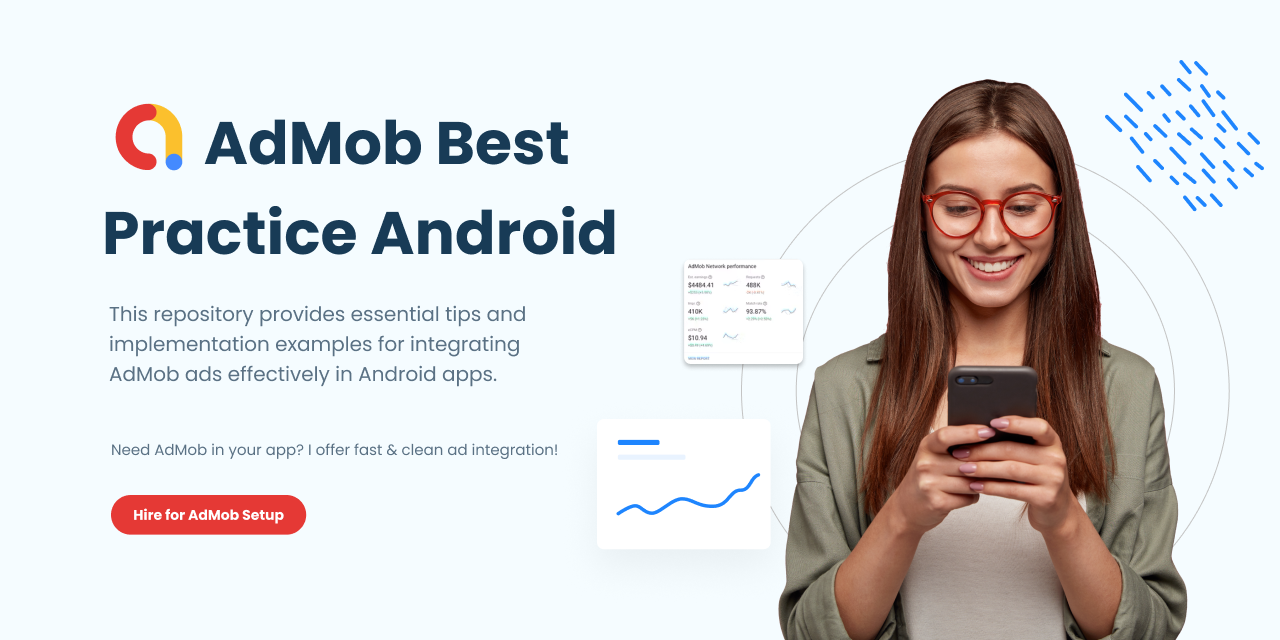 AdMob Best
Practice Android
This repository provides essential tips and
implementation examples for integrating
AdMob ads effectively in Android apps.
Need AdMob in your app? I offer fast & clean ad integration!
Hire for AdMob Setup
AdMob Network performance
$4484.41
488K
410K
93.87%
$10.94